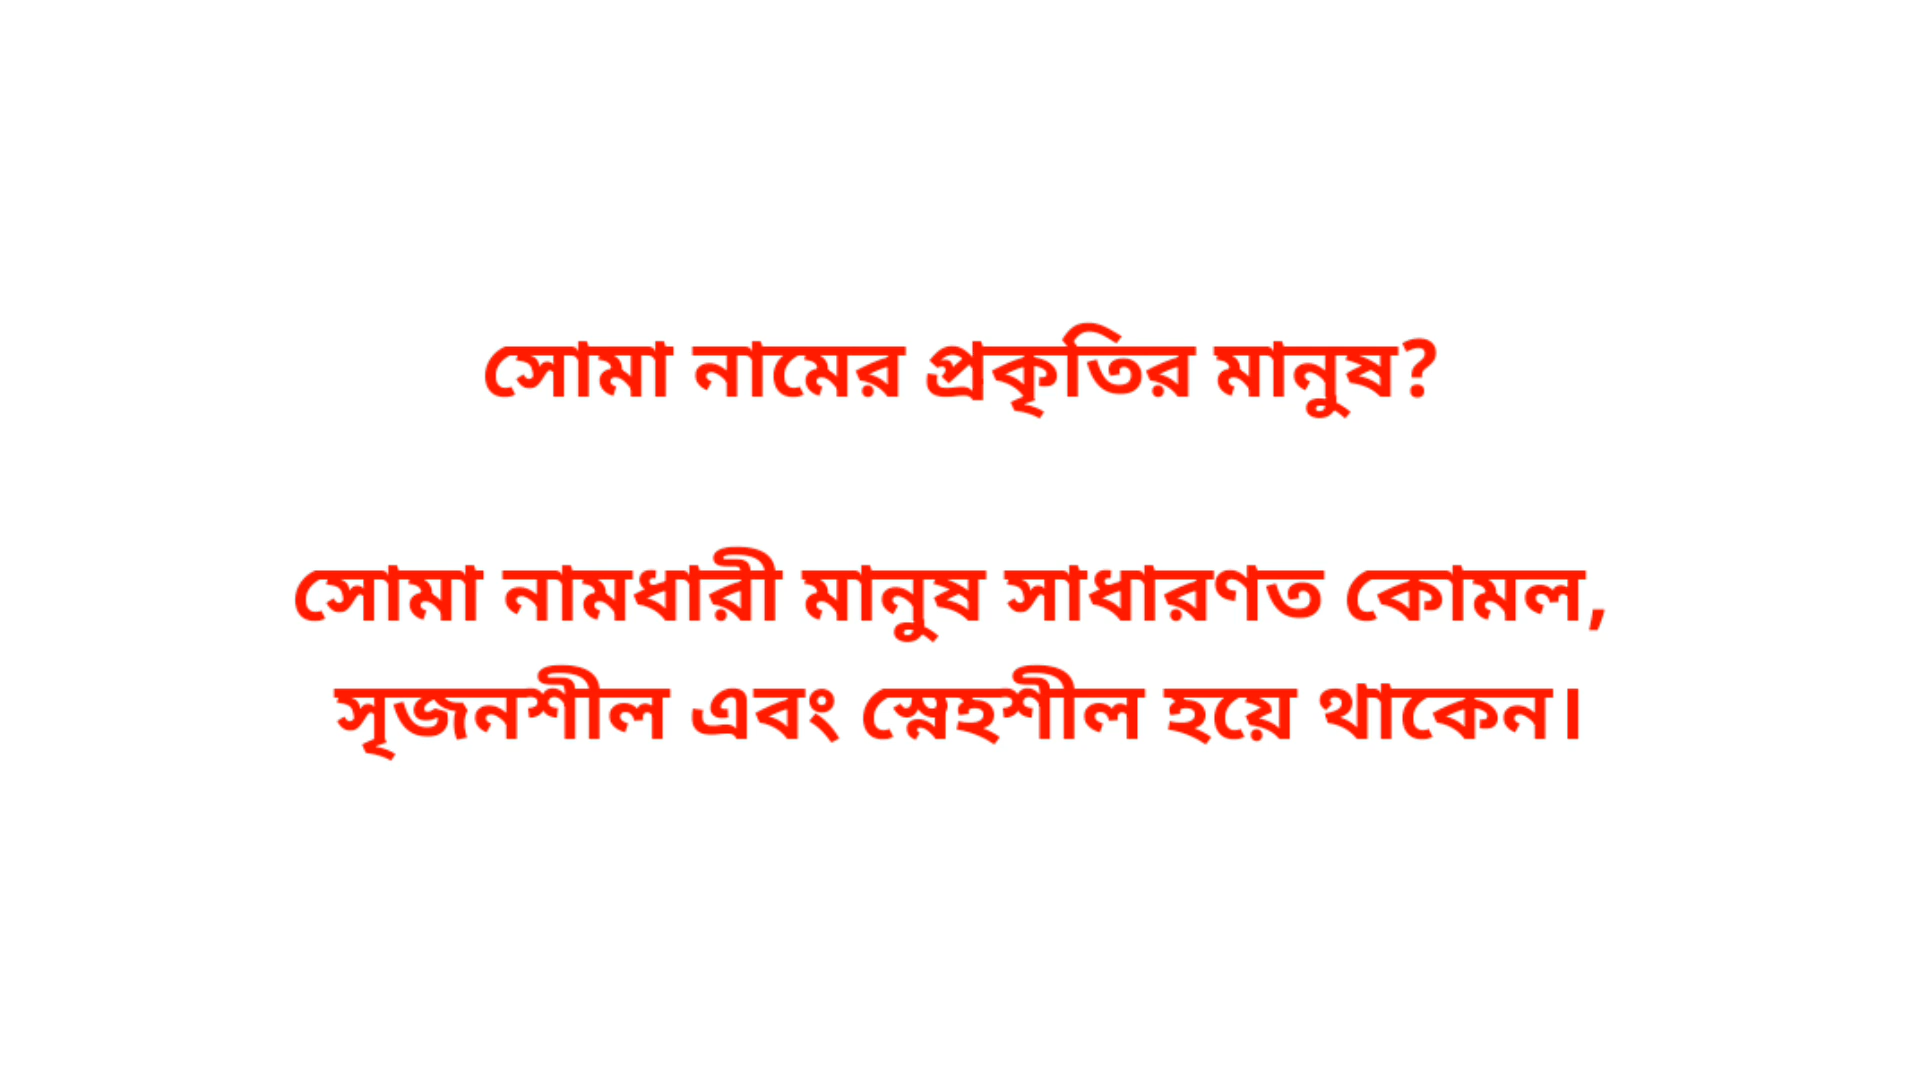 সোমা নামের প্রকৃতির মানুষ?
সোমা নামধারী মানুষ সাধারণত কোমল,
সৃজনশীল এবং স্নেহশীল হয়ে থাকেন।